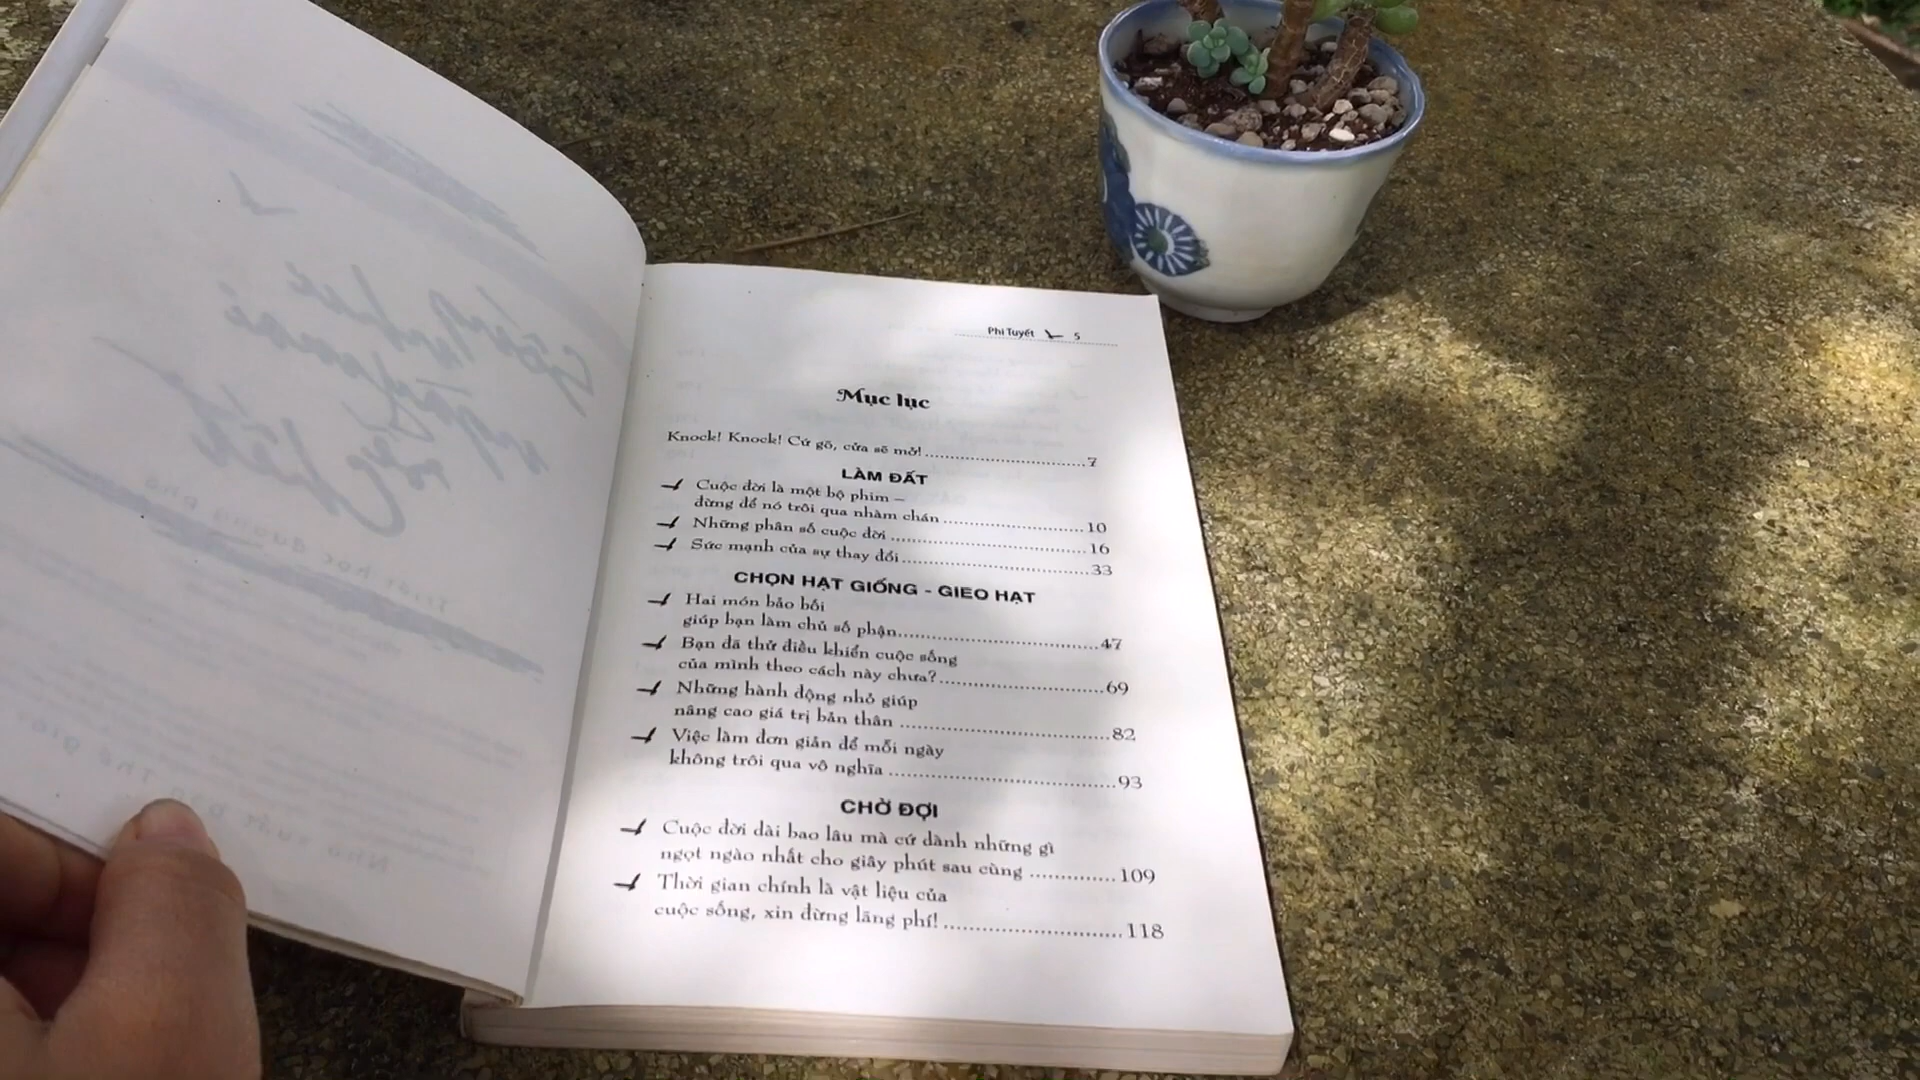 Phi Tuyết 5
Mục lục
Knock! Knock! Cứ gõ, cửa sẽ mở! 7
LÀM ĐẤT
Cuộc đời là một bộ phim –
đừng để nó trôi qua nhàm chán 10
Những phân số cuộc đời 16
Sức mạnh của sự thay đổi 33
CHỌN HẠT GIỐNG - GIEO HẠT
Hai món bảo bối
giúp bạn làm chủ số phận 47
Bạn đã thử điều khiển cuộc sống
của mình theo cách này chưa? 69
Những hành động nhỏ giúp
nâng cao giá trị bản thân 82
Việc làm đơn giản để mỗi ngày
không trôi qua vô nghĩa 93
CHỜ ĐỢI
Cuộc đời dài bao lâu mà cứ dành những gì
ngọt ngào nhất cho giây phút sau cùng 109
Thời gian chính là vật liệu của
cuộc sống, xin đừng lãng phí! 118